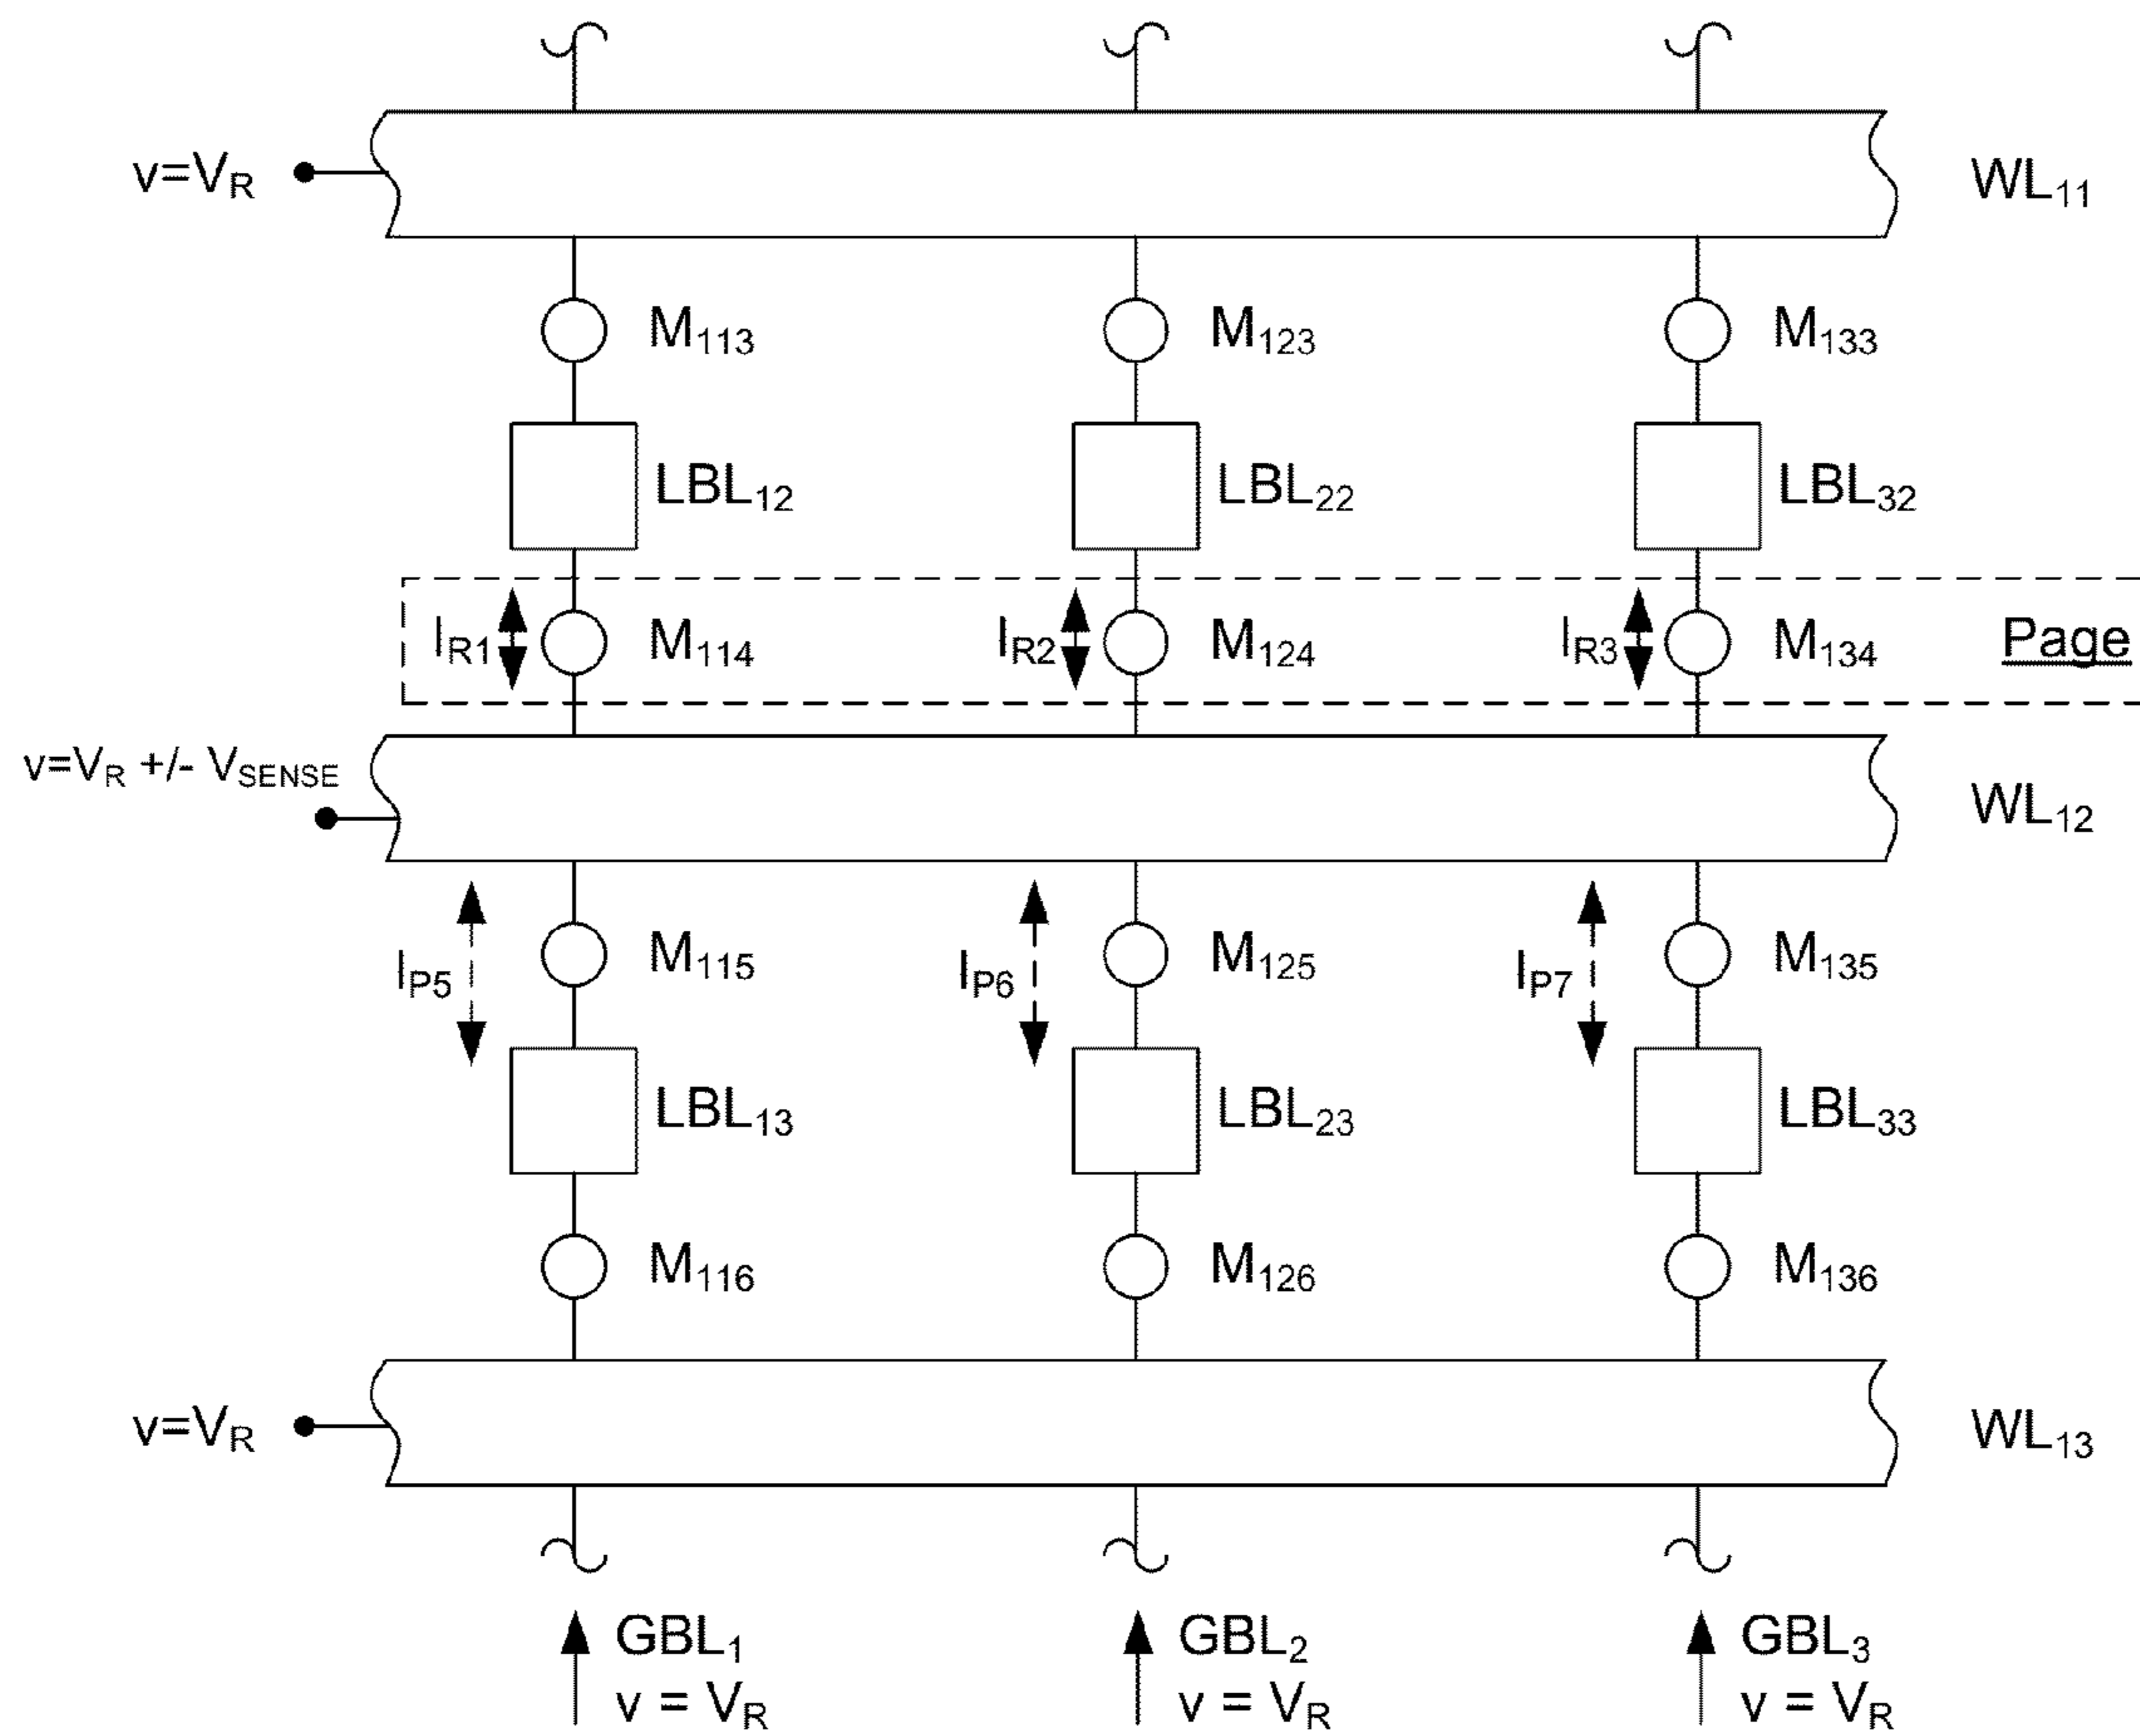 v=V_R WL_11
M_113 M_123 M_133
LBL_12 LBL_22 LBL_32
I_R1 M_114 I_R2 M_124 I_R3 M_134 Page
v=V_R +/- V_SENSE
WL_12
I_P5 M_115 I_P6 M_125 I_P7 M_135
LBL_13 LBL_23 LBL_33
M_116 M_126 M_136
v=V_R WL_13
GBL_1 GBL_2 GBL_3
v = V_R v = V_R v = V_R